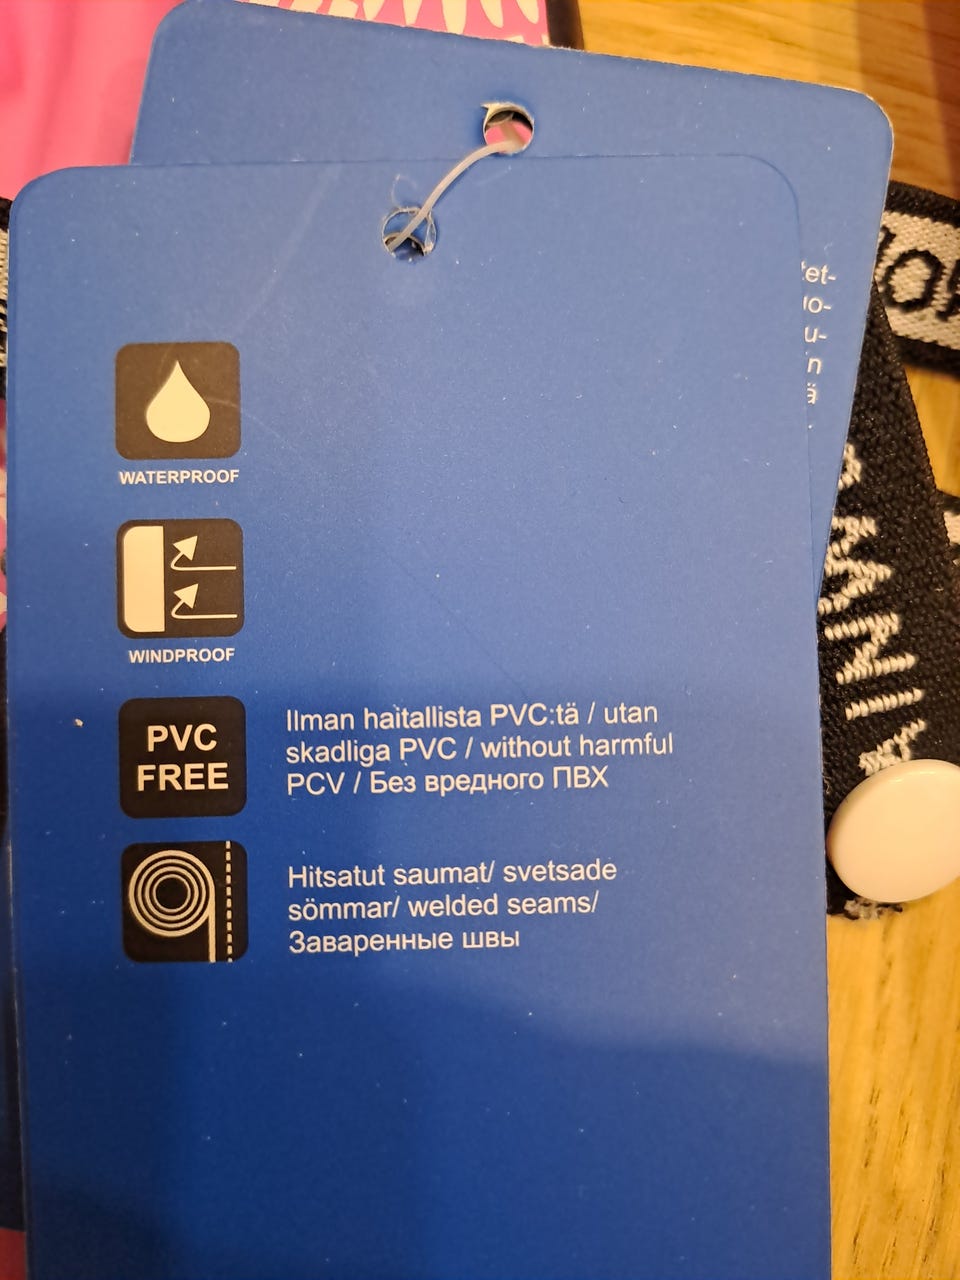 WATERPROOF
WINDPROOF
PVC
FREE
Ilman haitallista PVC:tä / utan
skadliga PVC / without harmful
PCV / Без вредного ПВХ
Hitsatut saumat/ svetsade
sömmar/ welded seams/
Заваренные швы